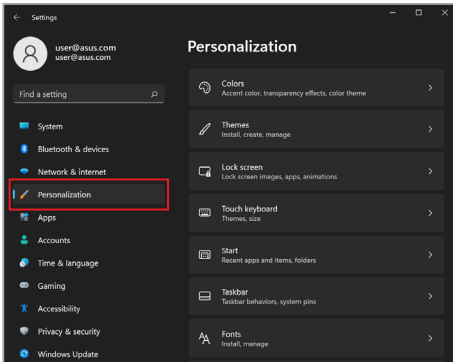 Settings
user@asus.com
user@asus.com
Find a setting
System
Bluetooth & devices
Network & internet
Personalization
Apps
Accounts
Time & language
Gaming
Accessibility
Privacy & security
Windows Update
Personalization
Colors
Accent color, transparency effects, color theme
Themes
Install, create, manage
Lock screen
Lock screen images, apps, animations
Touch keyboard
Themes, size
Start
Recent apps and items, folders
Taskbar
Taskbar behaviors, system pins
Fonts
Install, manage